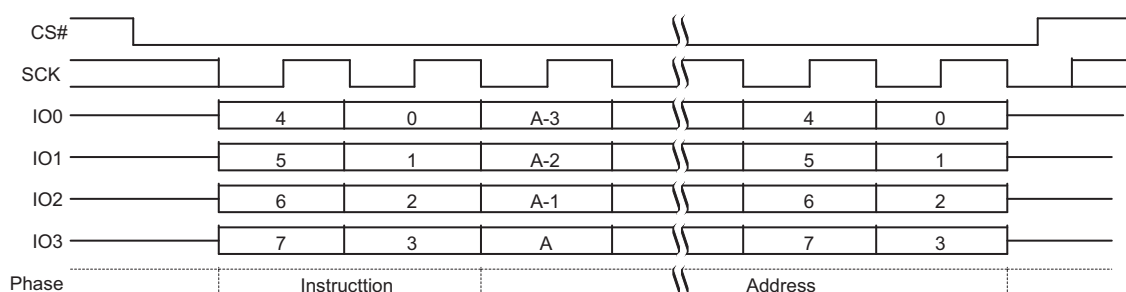 CS#
SCK
IO0 4 0 A-3 4 0
IO1 5 1 A-2 5 1
IO2 6 2 A-1 6 2
IO3 7 3 A 7 3
Phase Instructtion Address